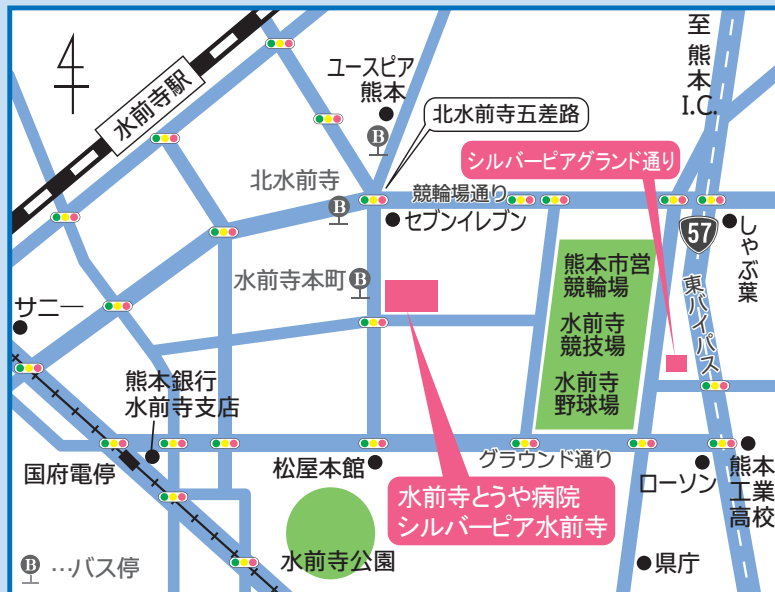 至
熊
本
I.C.
ユースピア
熊本
水前寺駅
北水前寺五差路
B
シルバーピアグランド通り
北水前寺
競輪場通り
B
セブンイレブン
57
しゃぶ葉
熊本市営
競輪場
水前寺本町
B
東バイパス
サニー
水前寺
競技場
熊本銀行
水前寺支店
水前寺
野球場
国府電停
松屋本館
グラウンド通り
ローソン
熊本
工業
高校
水前寺とうや病院
シルバーピア水前寺
水前寺公園
県庁
B …バス停